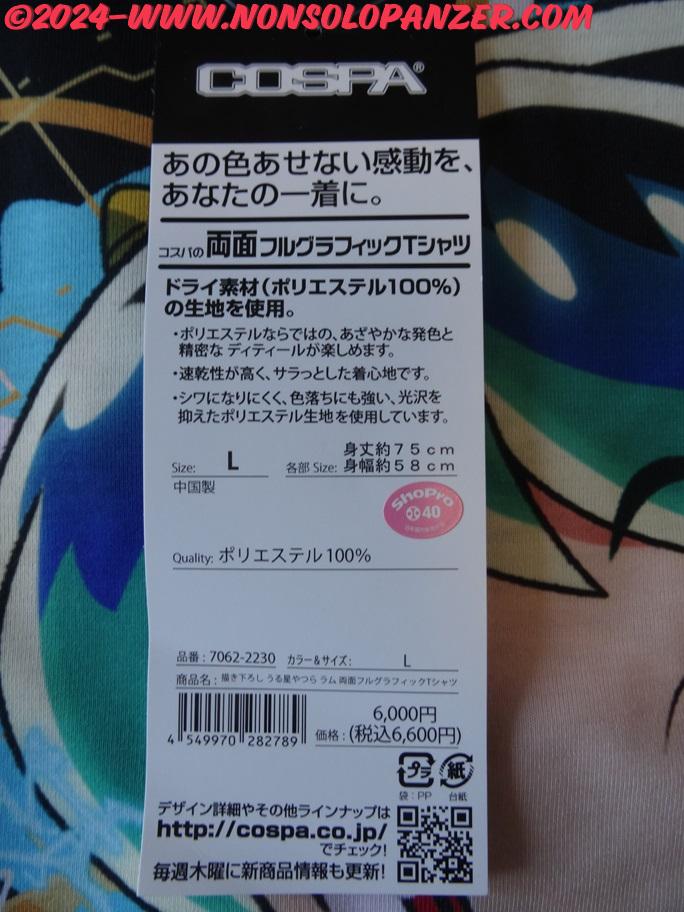 ©2024-WWW.NONSOLOPANZER.COM
COSPA®
あの色あせない感動を、
あなたの一着に。
コスパの両面フルグラフィックTシャツ
ドライ素材(ポリエステル100%)
の生地を使用。
・ポリエステルならではの、あざやかな発色と
精密な ディティールが楽しめます。
・速乾性が高く、サラっとした着心地です。
・シワになりにくく、色落ちにも強い、光沢を
抑えたポリエステル生地を使用しています。
Size: L 各部 Size: 身丈約75cm
身幅約58cm
中国製
ShoPro
40
Quality: ポリエステル100%
品番：7062-2230 カラー&サイズ： L
商品名：描き下ろし うる星やつら ラム 両面フルグラフィックTシャツ
4 549970 282789
6,000円
価格：(税込6,600円)
プラ 紙
袋：PP 台紙
デザイン詳細やその他ラインナップは
http://cospa.co.jp/
でチェック!
毎週木曜に新商品情報も更新!